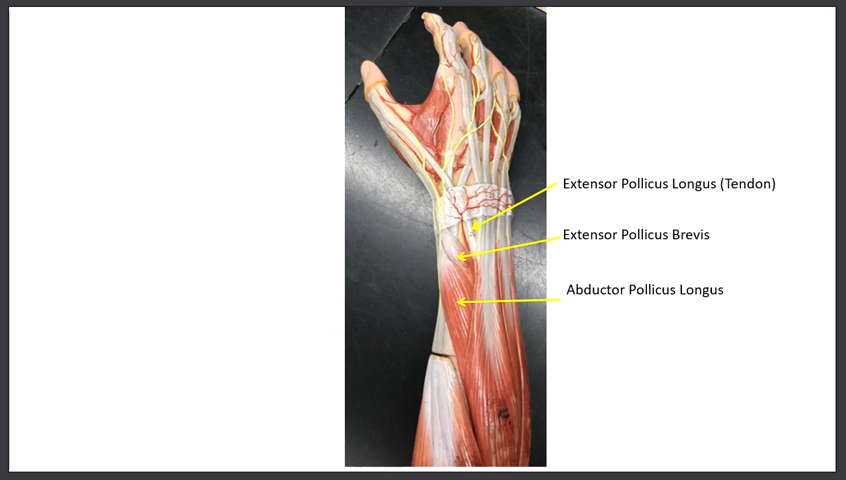 Extensor Pollicus Longus (Tendon)
Extensor Pollicus Brevis
Abductor Pollicus Longus